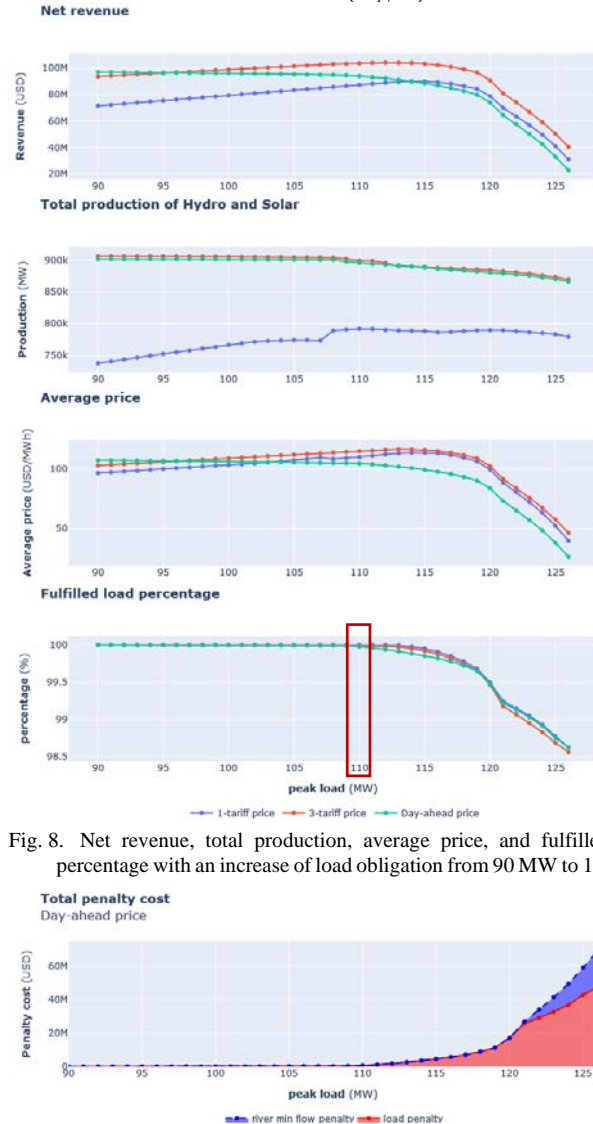 Net revenue
Revenue (USD)
100M
80M
60M
40M
20M
90 95 100 105 110 115 120 125
Total production of Hydro and Solar
Production (MW)
900k
850k
800k
750k
90 95 100 105 110 115 120 125
Average price
Average price (USD/MWh)
100
50
90 95 100 105 110 115 120 125
Fulfilled load percentage
percentage (%)
100
99.5
99
98.5
90 95 100 105 110 115 120 125
peak load (MW)
1-tariff price 3-tariff price Day-ahead price
Fig. 8. Net revenue, total production, average price, and fulfille
percentage with an increase of load obligation from 90 MW to 1
Total penalty cost
Day-ahead price
Penalty cost (USD)
60M
40M
20M
0
90 95 100 105 110 115 120 125
peak load (MW)
river min flow penalty load penalty